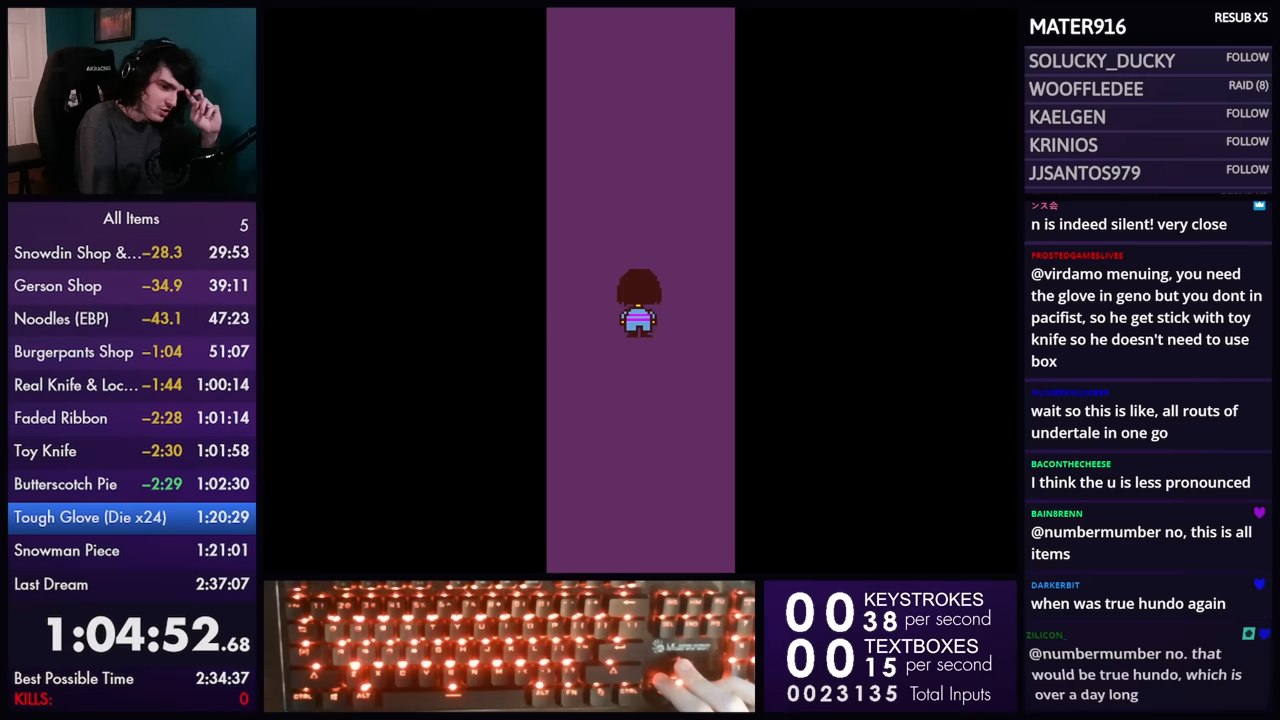 All Items
5
Snowdin Shop &... −28.3 29:53
Gerson Shop −34.9 39:11
Noodles (EBP) −43.1 47:23
Burgerpants Shop −1:04 51:07
Real Knife & Loc... −1:44 1:00:14
Faded Ribbon −2:28 1:01:14
Toy Knife −2:30 1:01:58
Butterscotch Pie −2:29 1:02:30
Tough Glove (Die x24) 1:20:29
Snowman Piece 1:21:01
Last Dream 2:37:07
1:04:52.68
Best Possible Time 2:34:37
KILLS: 0
00 38 KEYSTROKES per second
00 15 TEXTBOXES per second
0023135 Total Inputs
MATER916 RESUB X5
SOLUCKY_DUCKY FOLLOW
WOOFFLEDEE RAID (8)
KAELGEN FOLLOW
KRINIOS FOLLOW
JJSANTOS979 FOLLOW
ンス会
n is indeed silent! very close
FROSTEDGAMESLIVES
@virdamo menuing, you need
the glove in geno but you dont in
pacifist, so he get stick with toy
knife so he doesn't need to use
box
NUMBERMUMBER
wait so this is like, all routs of
undertale in one go
BACONTHECHEESE
I think the u is less pronounced
BAIN8RENN
@numbermumber no, this is all
items
DARKERBIT
when was true hundo again
ZILICON_
@numbermumber no. that
would be true hundo, which is
over a day long